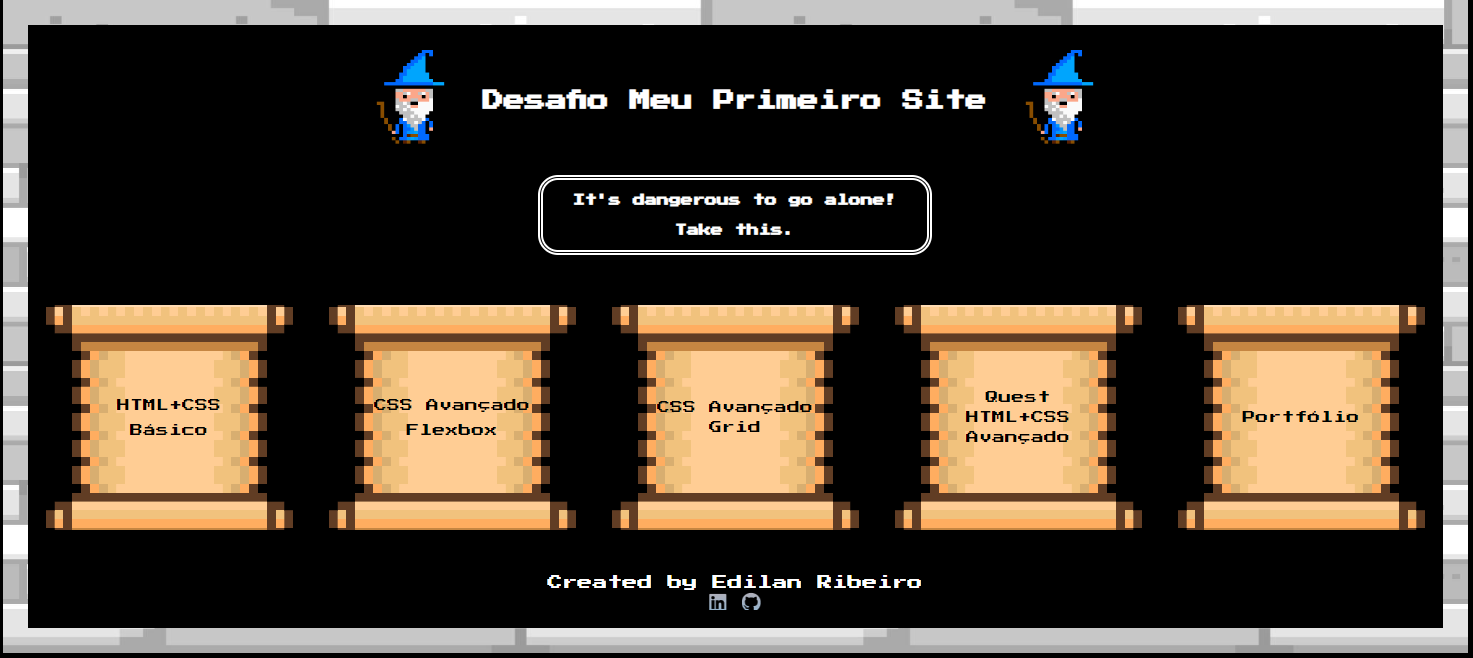 Desafio Meu Primeiro Site
It's dangerous to go alone!
Take this.
HTML+CSS
Básico
CSS Avançado
Flexbox
CSS Avançado
Grid
Quest
HTML+CSS
Avançado
Portfólio
Created by Edilan Ribeiro
in